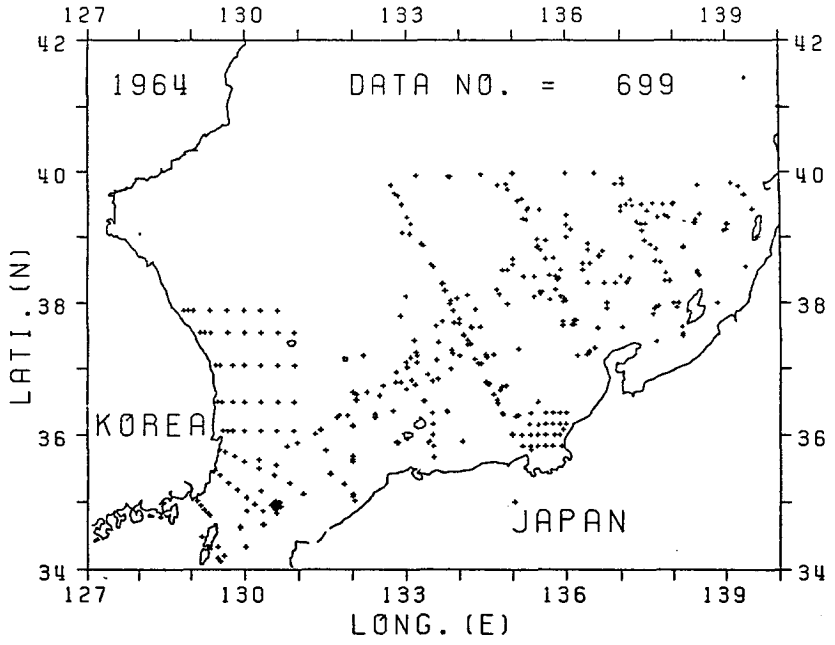 127 130 133 136 139
42 42
1964 DATA NO. = 699
40 40
LATI.(N)
38 38
KOREA
36 36
JAPAN
34 34
127 130 133 136 139
LONG.(E)